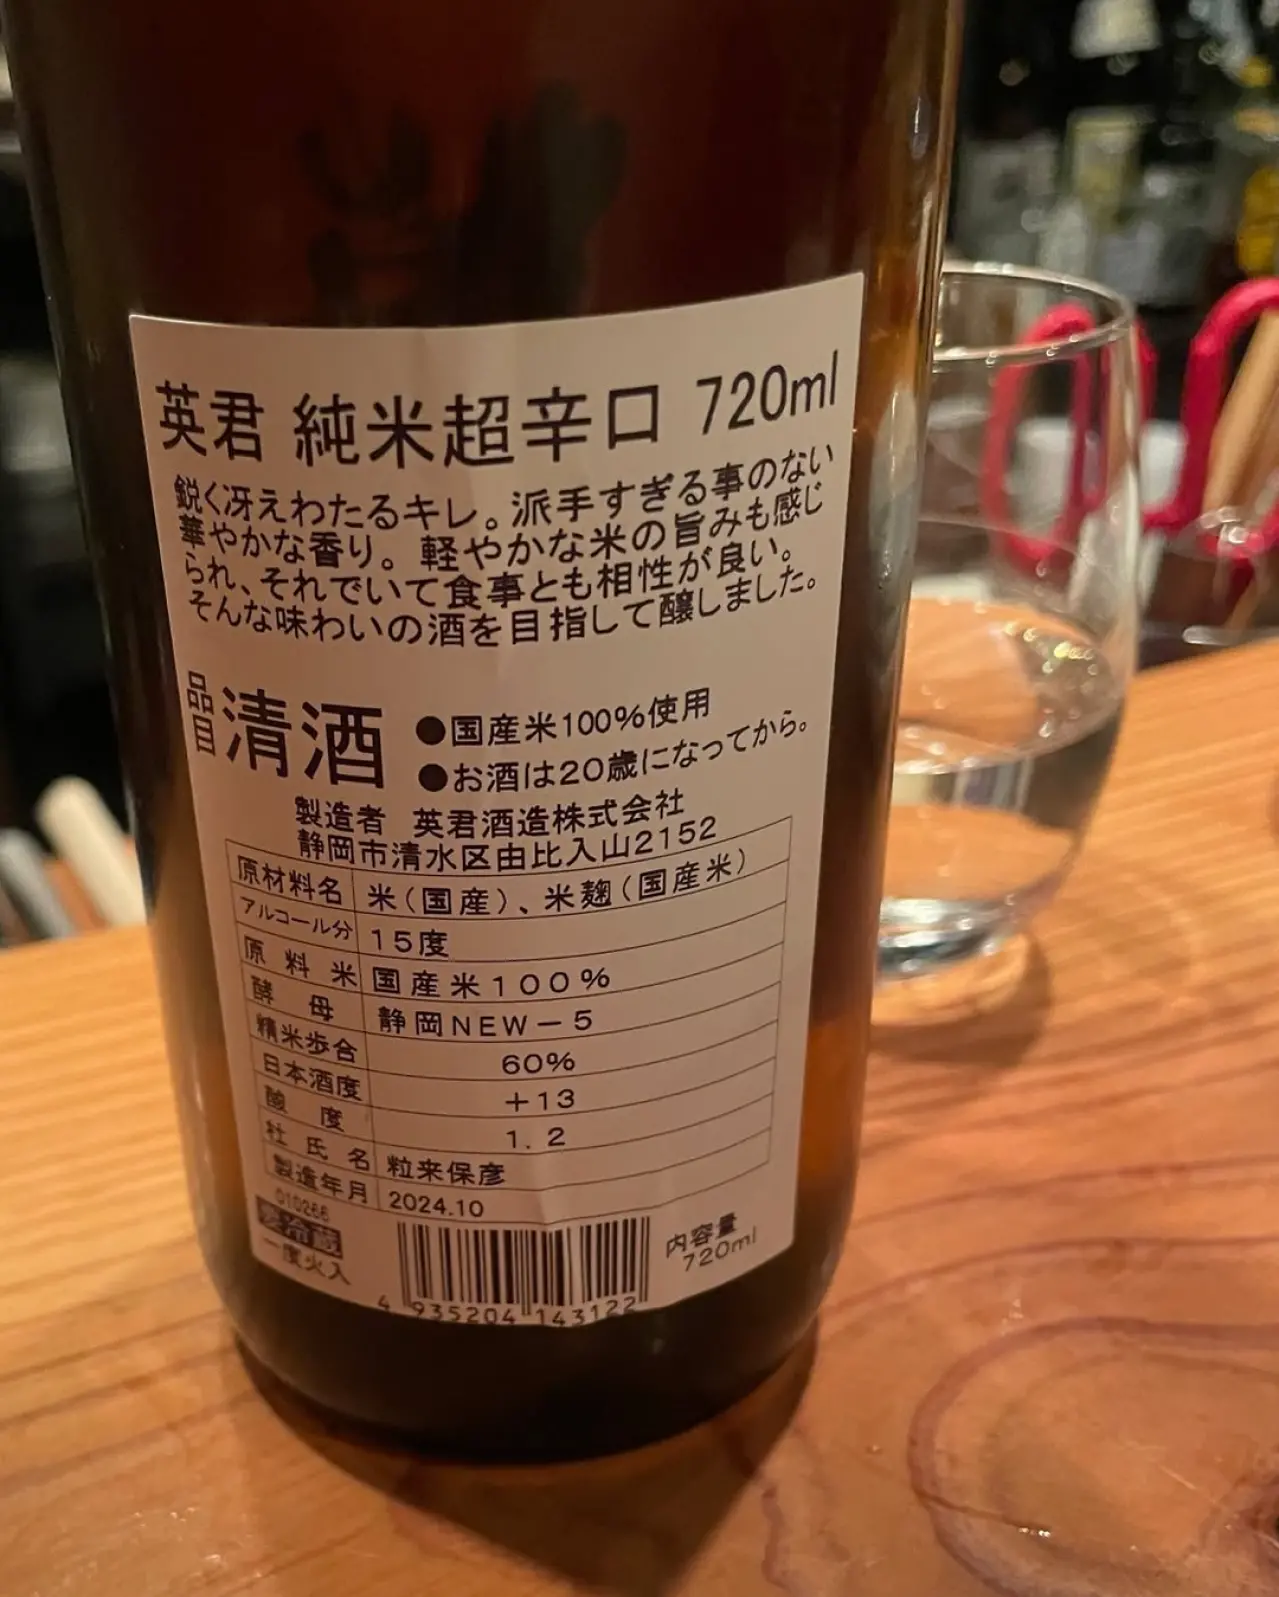 英君 純米超辛口 720ml
鋭く冴えわたるキレ。派手すぎる事のない
華やかな香り。軽やかな米の旨みも感じ
られ、それでいて食事とも相性が良い。
そんな味わいの酒を目指して醸しました。
品目 清酒
●国産米100%使用
●お酒は20歳になってから。
製造者 英君酒造株式会社
静岡市清水区由比入山2152
原材料名 米(国産)、米麹(国産米)
アルコール分 15度
原料米 国産米100%
酵母 静岡NEW-5
精米歩合 60%
日本酒度 +13
酸度 1.2
杜氏名 粒来保彦
製造年月 2024.10
010266
要冷蔵
一度火入
4 935204 143122
内容量
720ml